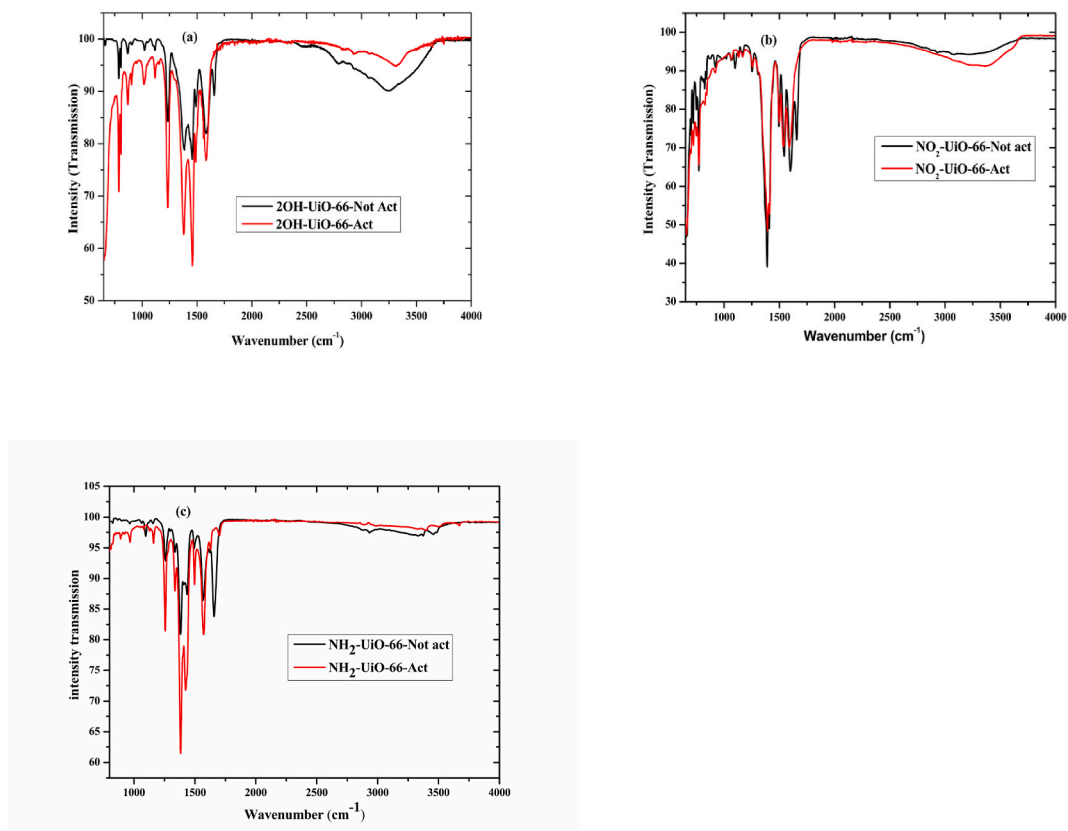 (a)
Intensity (Transmission)
100
90
80
70
60
50
2OH-UiO-66-Not Act
2OH-UiO-66-Act
1000 1500 2000 2500 3000 3500 4000
Wavenumber (cm⁻¹)
(b)
Intensity (Transmission)
100
90
80
70
60
50
40
30
NO₂-UiO-66-Not act
NO₂-UiO-66-Act
1000 1500 2000 2500 3000 3500 4000
Wavenumber (cm⁻¹)
(c)
intensity transmission
105
100
95
90
85
80
75
70
65
60
NH₂-UiO-66-Not act
NH₂-UiO-66-Act
1000 1500 2000 2500 3000 3500 4000
Wavenumber (cm⁻¹)